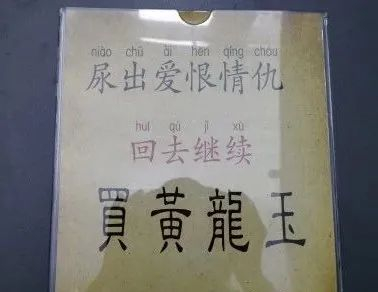 niào chū ài hèn qíng chóu
尿出爱恨情仇
huí qù jì xù
回去继续
買黃龍玉